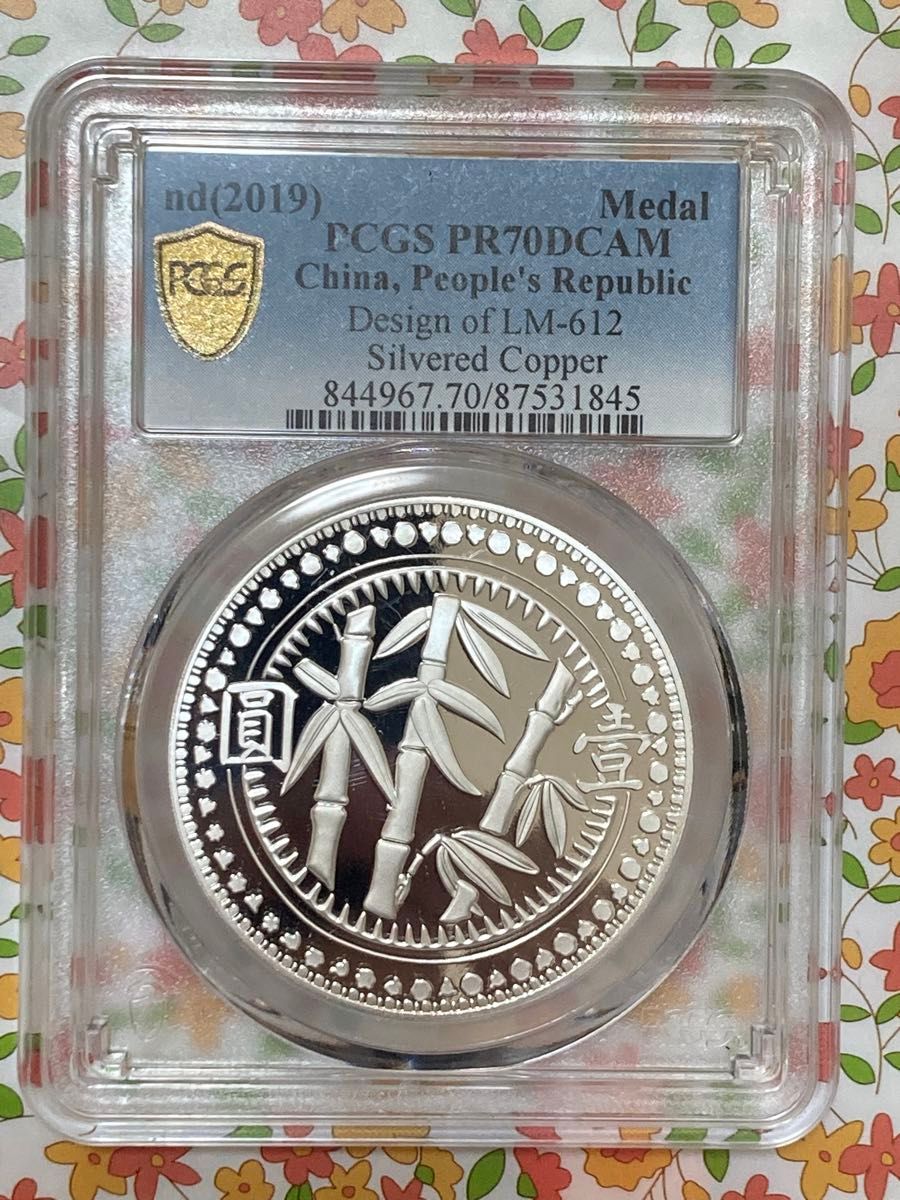 nd(2019) Medal
PCGS PR70DCAM
PCGS
China, People's Republic
Design of LM-612
Silvered Copper
844967.70/87531845
圓 壹